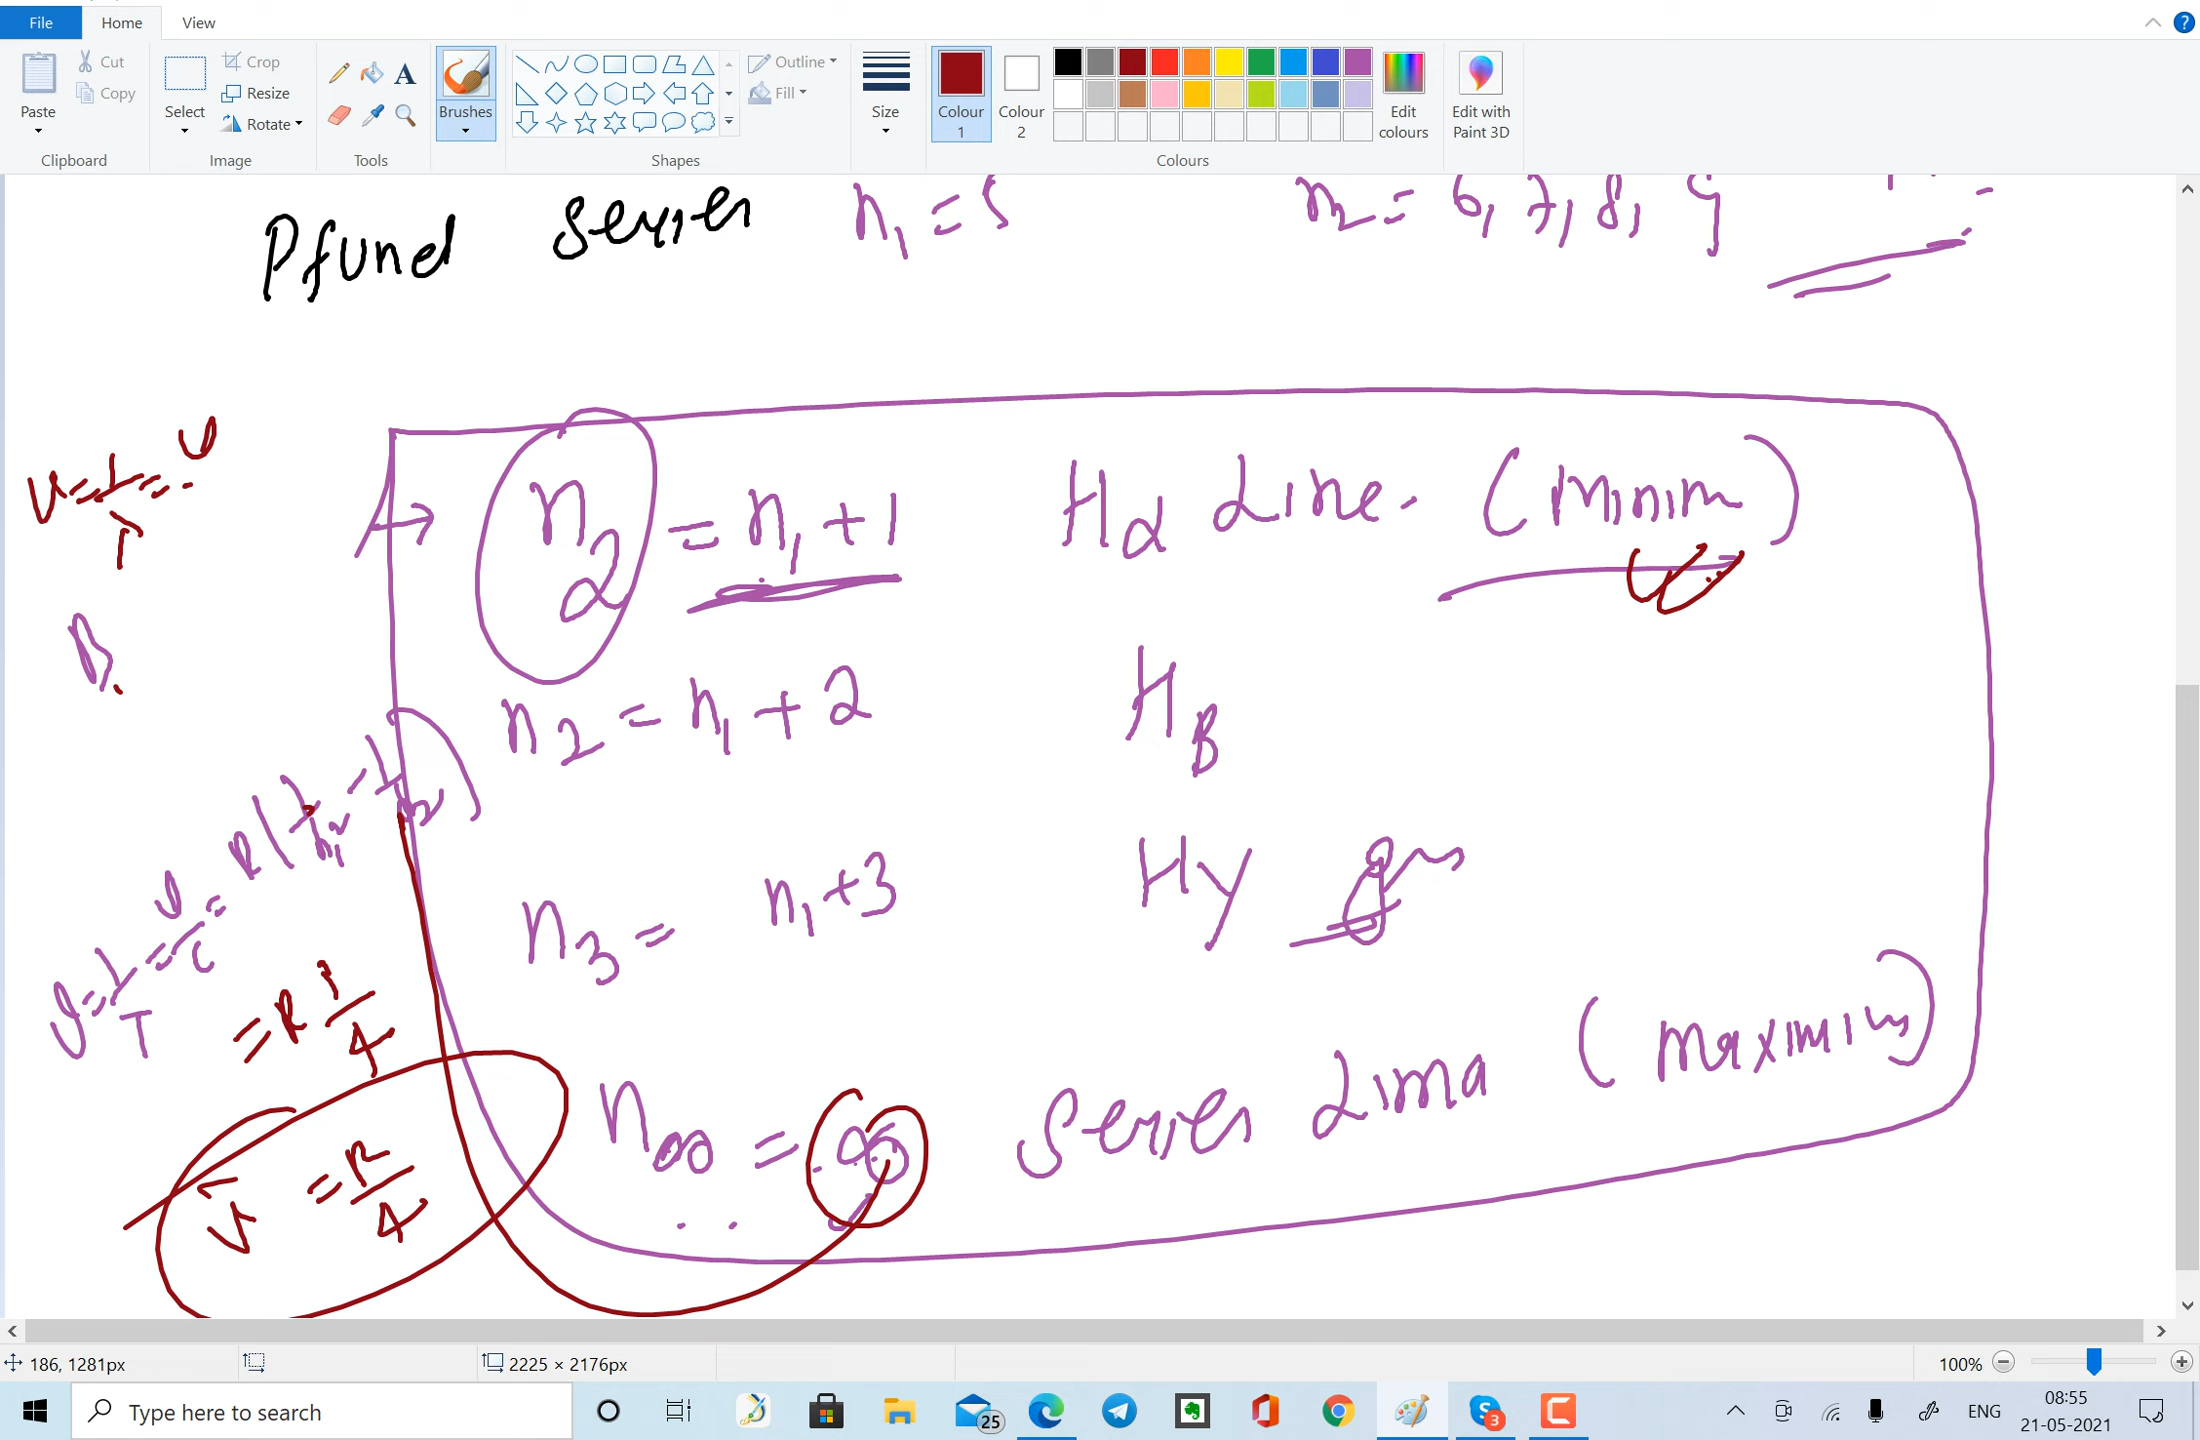 File Home View
Paste Cut Copy Clipboard
Select Crop Resize Rotate Image
Tools
Brushes
Shapes
Outline Fill
Size
Colour 1 Colour 2
Edit colours
Edit with Paint 3D
Colours
Pfund Series n₁ = 5 n₂ = 6, 7, 8, 9
n₂ = n₁ + 1 Hα Line. (Minim)
n₂ = n₁ + 2 Hβ
n₃ = n₁ + 3 Hγ
n∞ = ∞ Series Lima (maximim)
= R 1/4
= R/4
186, 1281px 2225 × 2176px 100%
Type here to search
25
3
ENG
08:55
21-05-2021